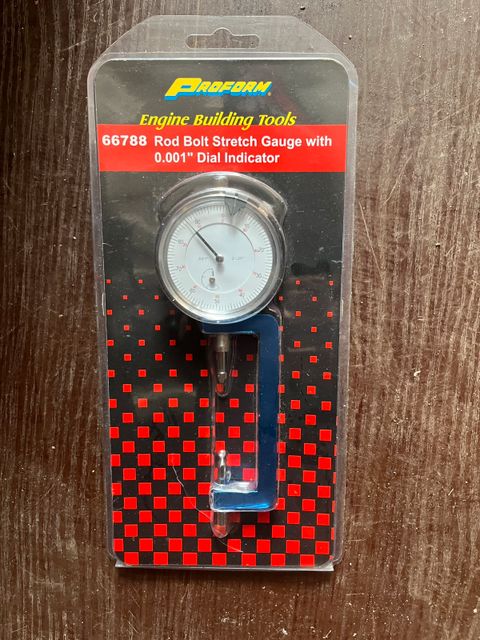 PROFORM
Engine Building Tools
66788 Rod Bolt Stretch Gauge with
0.001" Dial Indicator